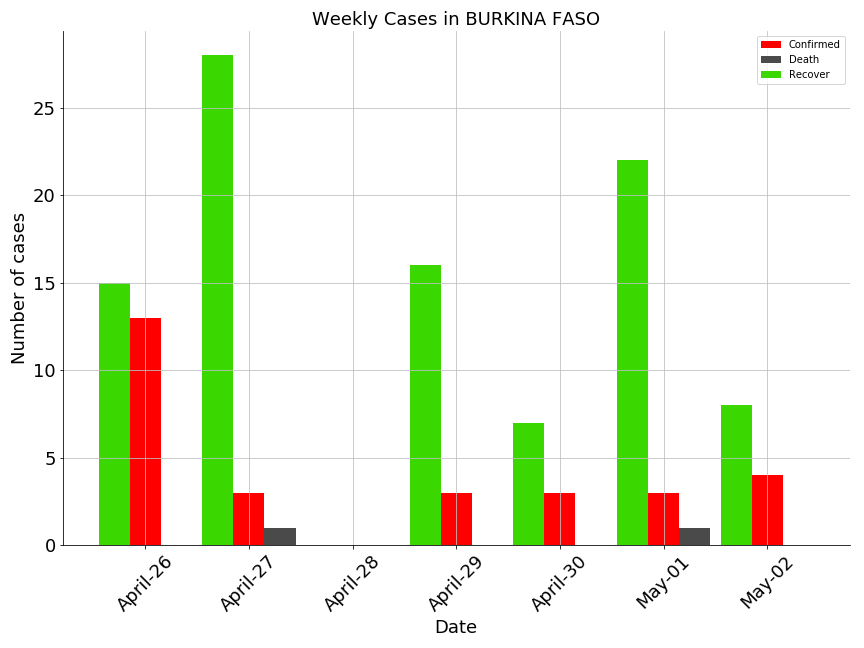 Weekly Cases in BURKINA FASO
Confirmed
Death
Recover
Number of cases
25
20
15
10
5
0
April-26
April-27
April-28
April-29
April-30
May-01
May-02
Date